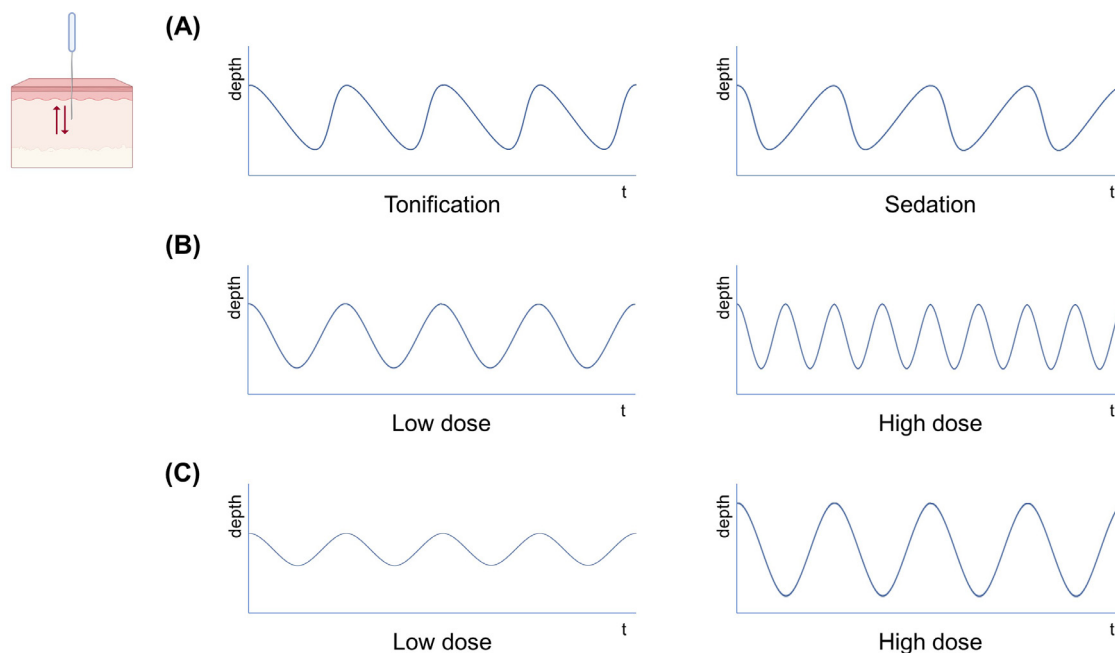 (A)
depth
t
Tonification
depth
t
Sedation
(B)
depth
t
Low dose
depth
t
High dose
(C)
depth
t
Low dose
depth
t
High dose